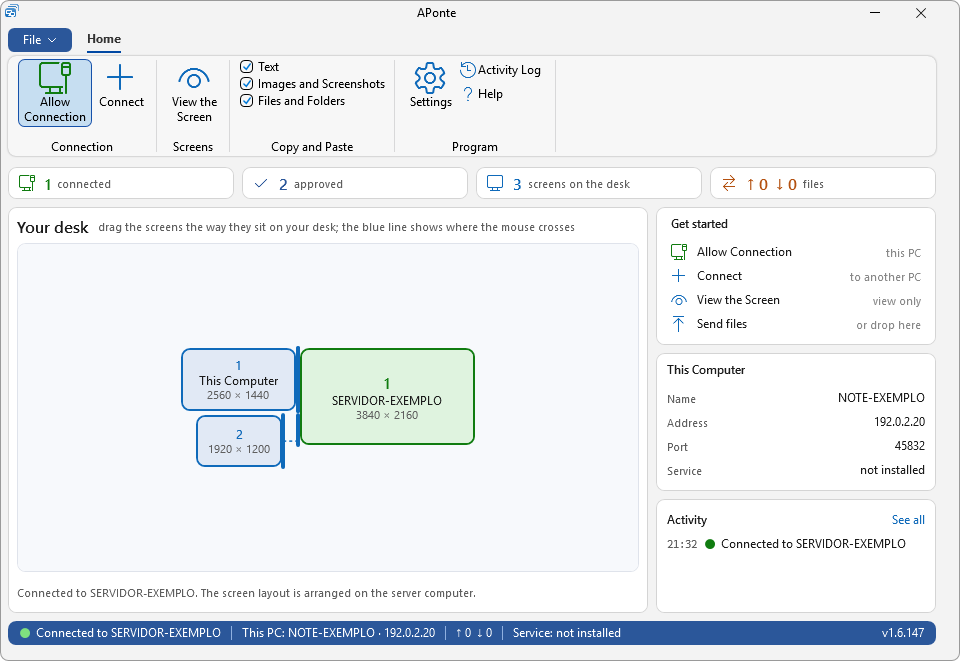 APonte
File
Home
Allow Connection
Connect
View the Screen
Text
Images and Screenshots
Files and Folders
Settings
Activity Log
Help
Connection
Screens
Copy and Paste
Program
1 connected
2 approved
3 screens on the desk
↑ 0 ↓ 0 files
Your desk drag the screens the way they sit on your desk; the blue line shows where the mouse crosses
1
This Computer
2560 × 1440
2
1920 × 1200
1
SERVIDOR-EXEMPLO
3840 × 2160
Connected to SERVIDOR-EXEMPLO. The screen layout is arranged on the server computer.
Get started
Allow Connection this PC
Connect to another PC
View the Screen view only
Send files or drop here
This Computer
Name NOTE-EXEMPLO
Address 192.0.2.20
Port 45832
Service not installed
Activity See all
21:32 Connected to SERVIDOR-EXEMPLO
Connected to SERVIDOR-EXEMPLO This PC: NOTE-EXEMPLO · 192.0.2.20 ↑ 0 ↓ 0 Service: not installed v1.6.147